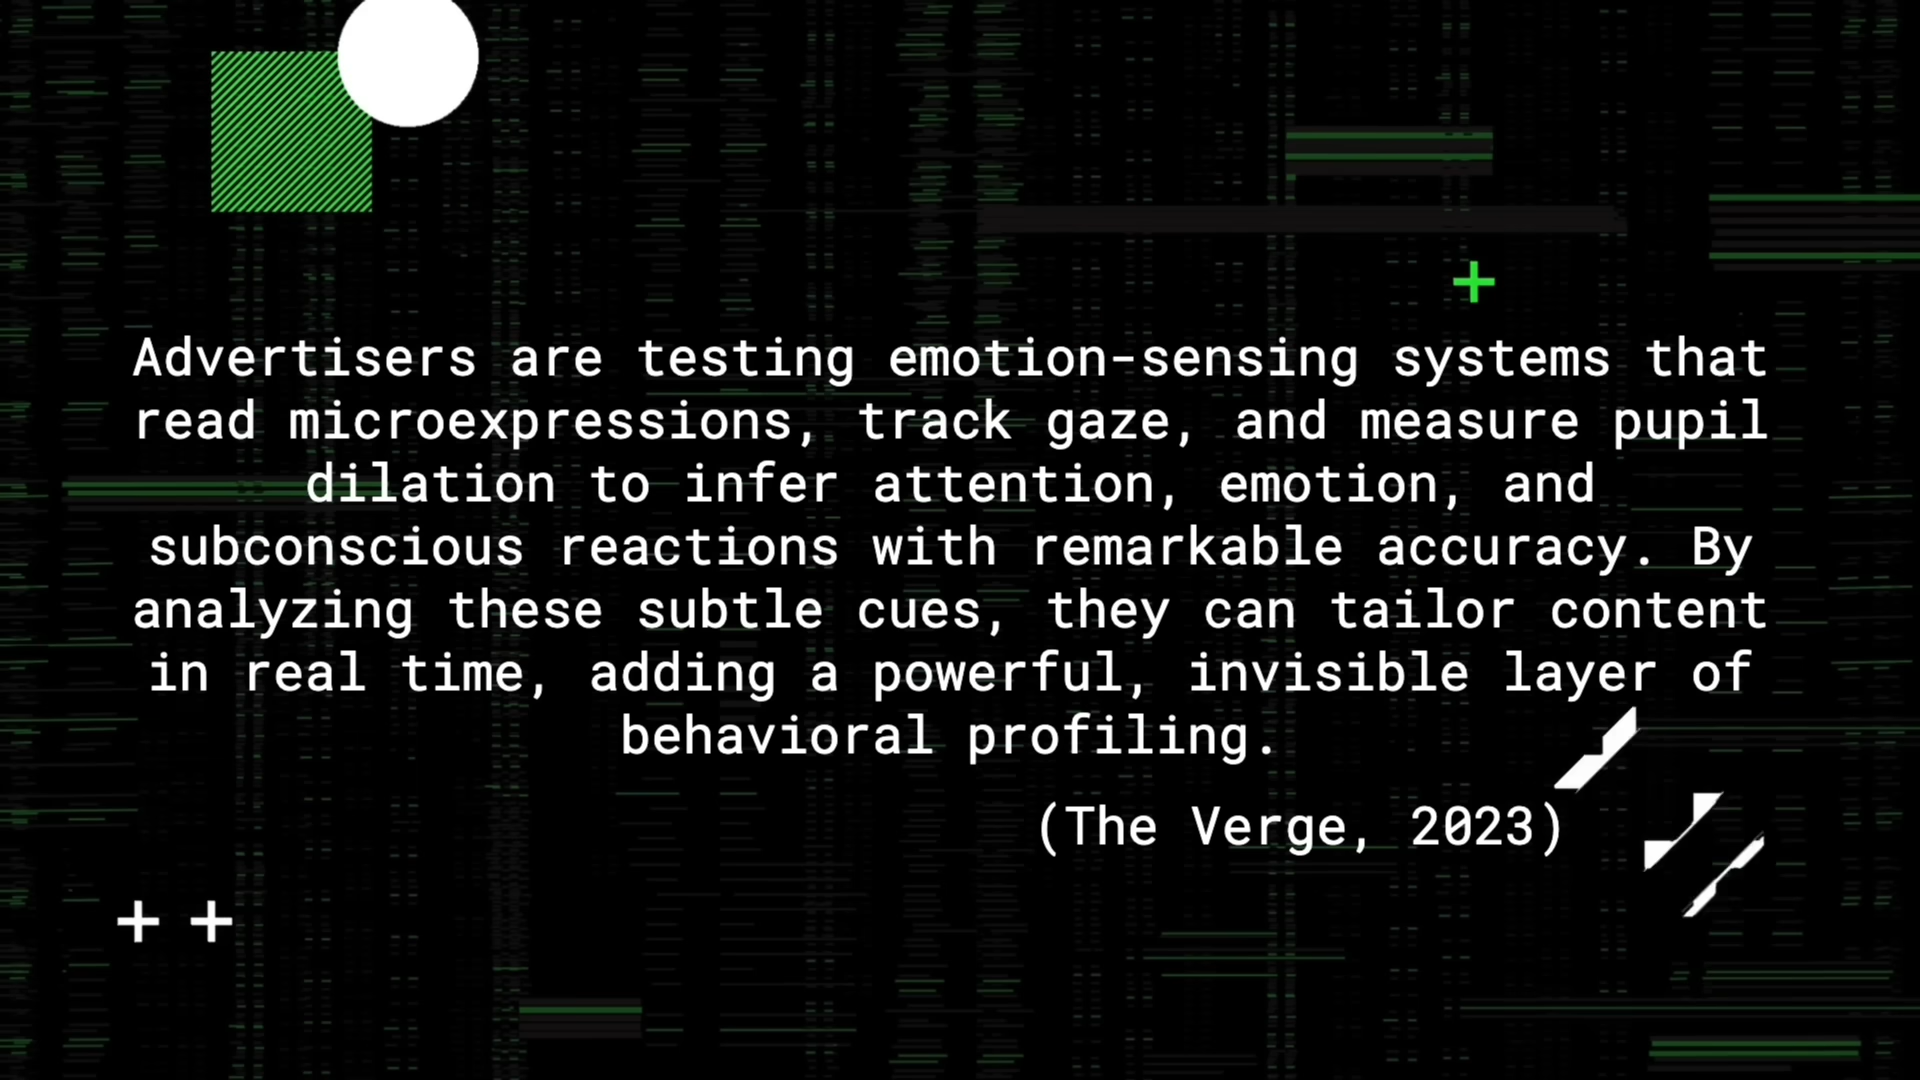 Advertisers are testing emotion-sensing systems that
read microexpressions, track gaze, and measure pupil
dilation to infer attention, emotion, and
subconscious reactions with remarkable accuracy. By
analyzing these subtle cues, they can tailor content
in real time, adding a powerful, invisible layer of
behavioral profiling.
(The Verge, 2023)